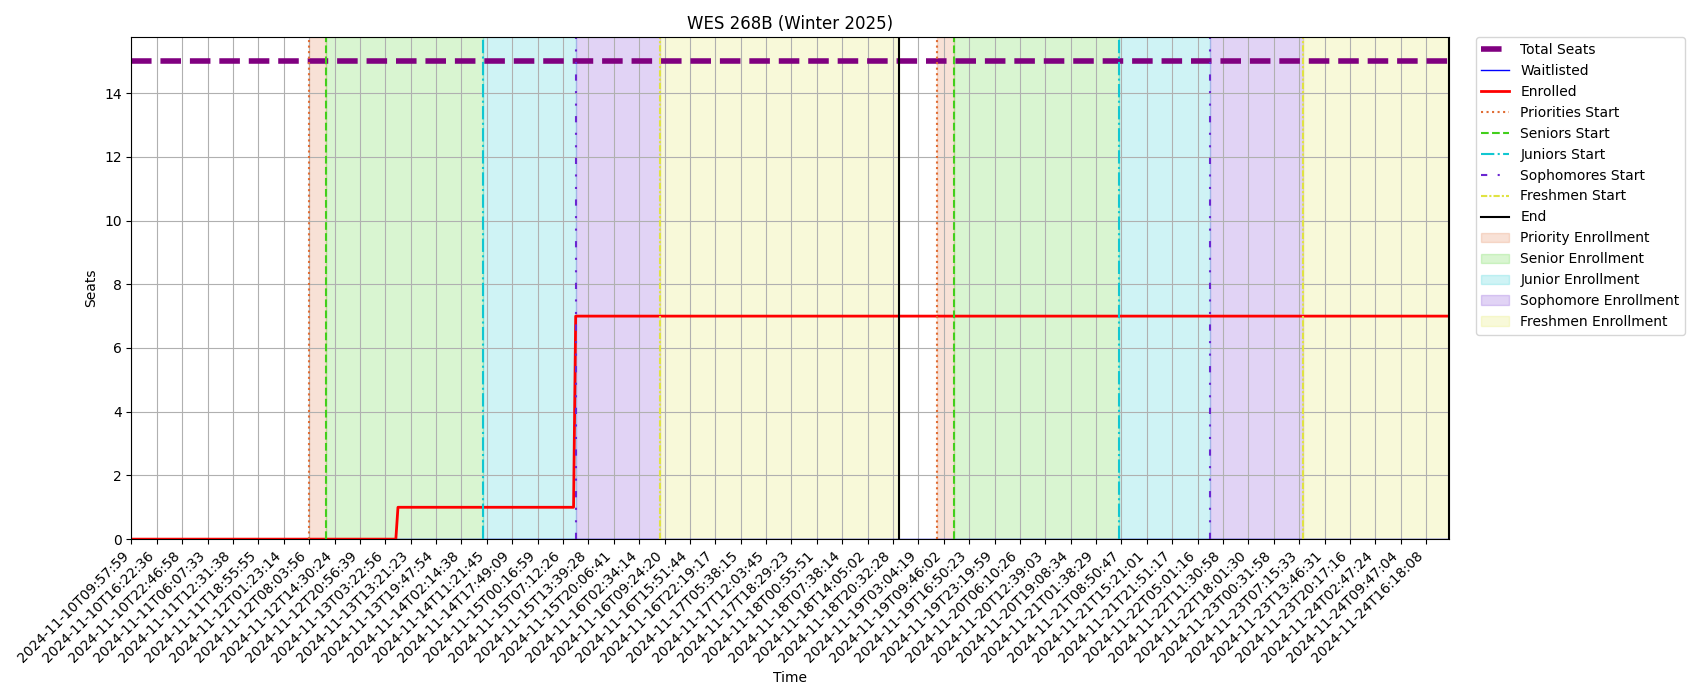 WES 268B (Winter 2025)
Seats
14
12
10
8
6
4
2
0
2024-11-10T09:57:59
2024-11-10T16:22:36
2024-11-10T22:46:58
2024-11-11T06:07:33
2024-11-11T12:31:38
2024-11-11T18:55:55
2024-11-12T01:23:14
2024-11-12T08:03:56
2024-11-12T14:30:24
2024-11-12T20:56:39
2024-11-13T03:22:56
2024-11-13T13:21:23
2024-11-13T19:47:54
2024-11-14T02:14:38
2024-11-14T11:21:45
2024-11-14T17:49:09
2024-11-15T00:16:59
2024-11-15T07:12:26
2024-11-15T13:39:28
2024-11-15T20:06:41
2024-11-16T02:34:14
2024-11-16T09:24:20
2024-11-16T15:51:44
2024-11-16T22:19:17
2024-11-17T05:38:15
2024-11-17T12:03:45
2024-11-17T18:29:23
2024-11-18T00:55:51
2024-11-18T07:38:14
2024-11-18T14:05:02
2024-11-18T20:32:28
2024-11-19T03:04:19
2024-11-19T09:46:02
2024-11-19T16:50:23
2024-11-19T23:19:59
2024-11-20T06:10:26
2024-11-20T12:39:03
2024-11-20T19:08:34
2024-11-21T01:38:29
2024-11-21T08:50:47
2024-11-21T15:21:01
2024-11-21T21:51:17
2024-11-22T05:01:16
2024-11-22T11:30:58
2024-11-22T18:01:30
2024-11-23T00:31:58
2024-11-23T07:15:33
2024-11-23T13:46:31
2024-11-23T20:17:16
2024-11-24T02:47:24
2024-11-24T09:47:04
2024-11-24T16:18:08
Time
Total Seats
Waitlisted
Enrolled
Priorities Start
Seniors Start
Juniors Start
Sophomores Start
Freshmen Start
End
Priority Enrollment
Senior Enrollment
Junior Enrollment
Sophomore Enrollment
Freshmen Enrollment